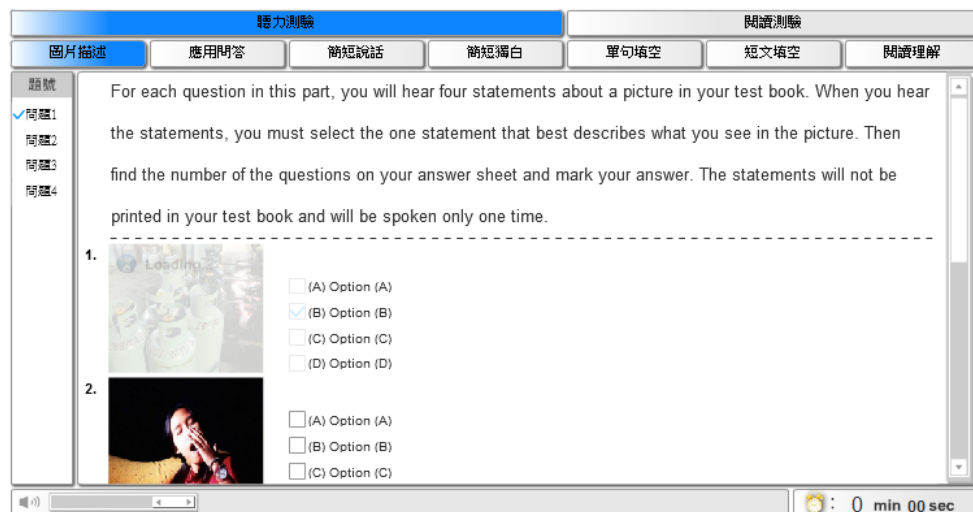 聽力測驗
閱讀測驗
圖片描述
應用問答
簡短說話
簡短獨白
單句填空
短文填空
閱讀理解
題號
問題1
問題2
問題3
問題4
For each question in this part, you will hear four statements about a picture in your test book. When you hear
the statements, you must select the one statement that best describes what you see in the picture. Then
find the number of the questions on your answer sheet and mark your answer. The statements will not be
printed in your test book and will be spoken only one time.
1.
Loading...
(A) Option (A)
(B) Option (B)
(C) Option (C)
(D) Option (D)
2.
(A) Option (A)
(B) Option (B)
(C) Option (C)
: 0 min 00 sec